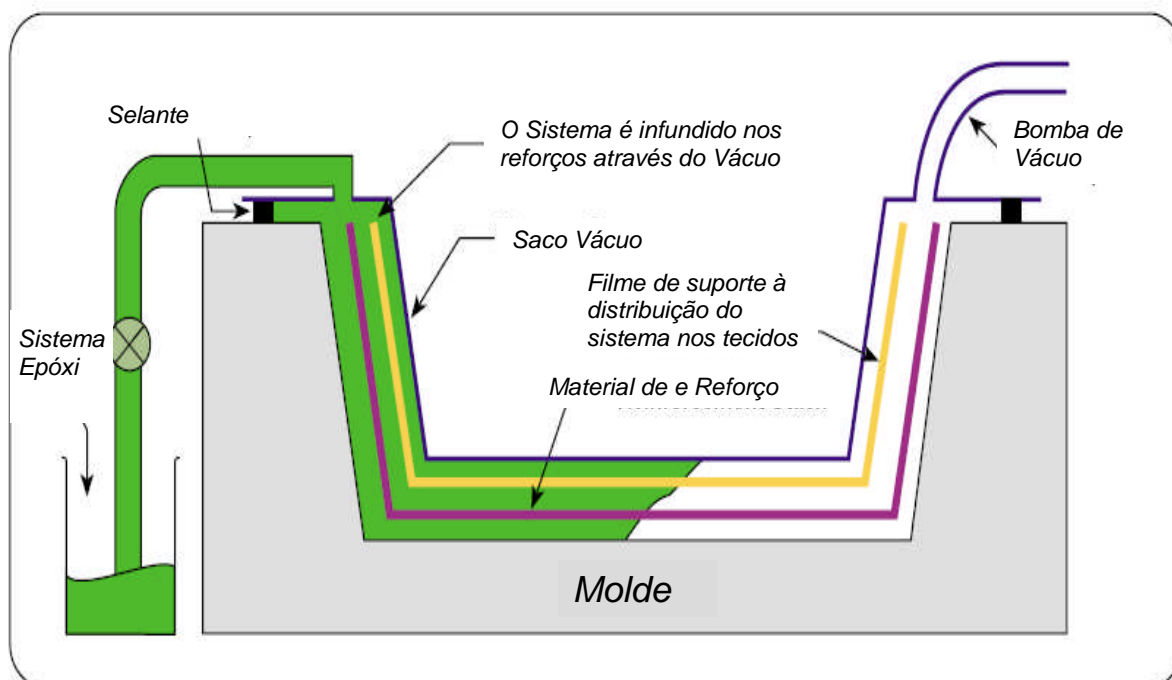 Selante
O Sistema é infundido nos
reforços através do Vácuo
Bomba de
Vácuo
Saco Vácuo
Filme de suporte à
distribuição do
sistema nos tecidos
Sistema
Epóxi
Material de e Reforço
Molde